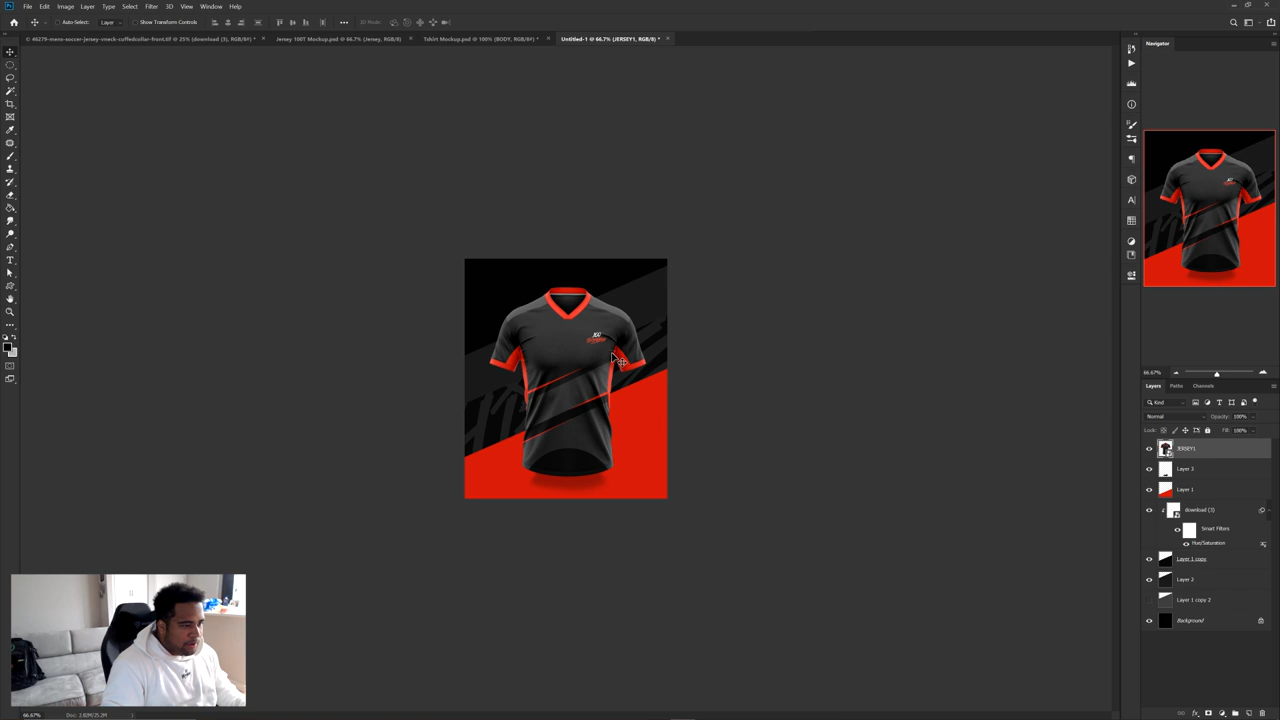 File Edit Image Layer Type Select Filter 3D View Window Help
Auto-Select: Layer Show Transform Controls 3D Mode:
46279-mens-soccer-jersey-vneck-cuffedcollar-front.tif @ 25% (download (3), RGB/8#) * Jersey 100T Mockup.psd @ 66.7% (Jersey, RGB/8) Tshirt Mockup.psd @ 100% (BODY, RGB/8#) * Untitled-1 @ 66.7% (JERSEY1, RGB/8) *
Navigator
100
66.67%
Layers Paths Channels
Kind
Normal Opacity: 100%
Lock: Fill: 100%
JERSEY1
Layer 3
Layer 1
download (3)
Smart Filters
Hue/Saturation
Layer 1 copy
Layer 2
Layer 1 copy 2
Background
66.67% Doc: 2.83M/25.2M